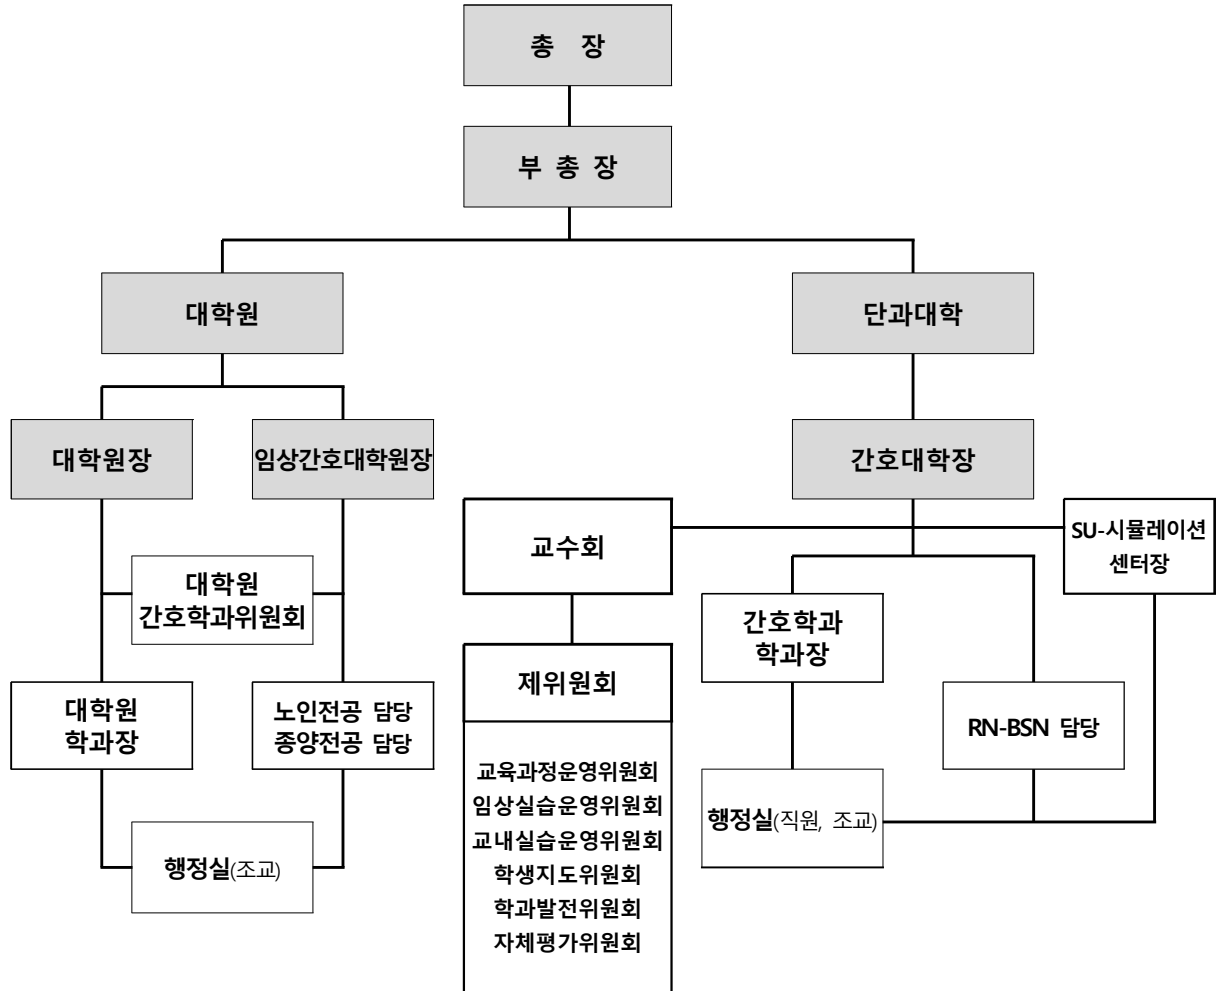 총 장
부 총 장
대학원
단과대학
대학원장
임상간호대학원장
간호대학장
교수회
SU-시뮬레이션
센터장
대학원
간호학과위원회
간호학과
학과장
제위원회
대학원
학과장
노인전공 담당
종양전공 담당
RN-BSN 담당
교육과정운영위원회
임상실습운영위원회
교내실습운영위원회
학생지도위원회
학과발전위원회
자체평가위원회
행정실(직원, 조교)
행정실(조교)